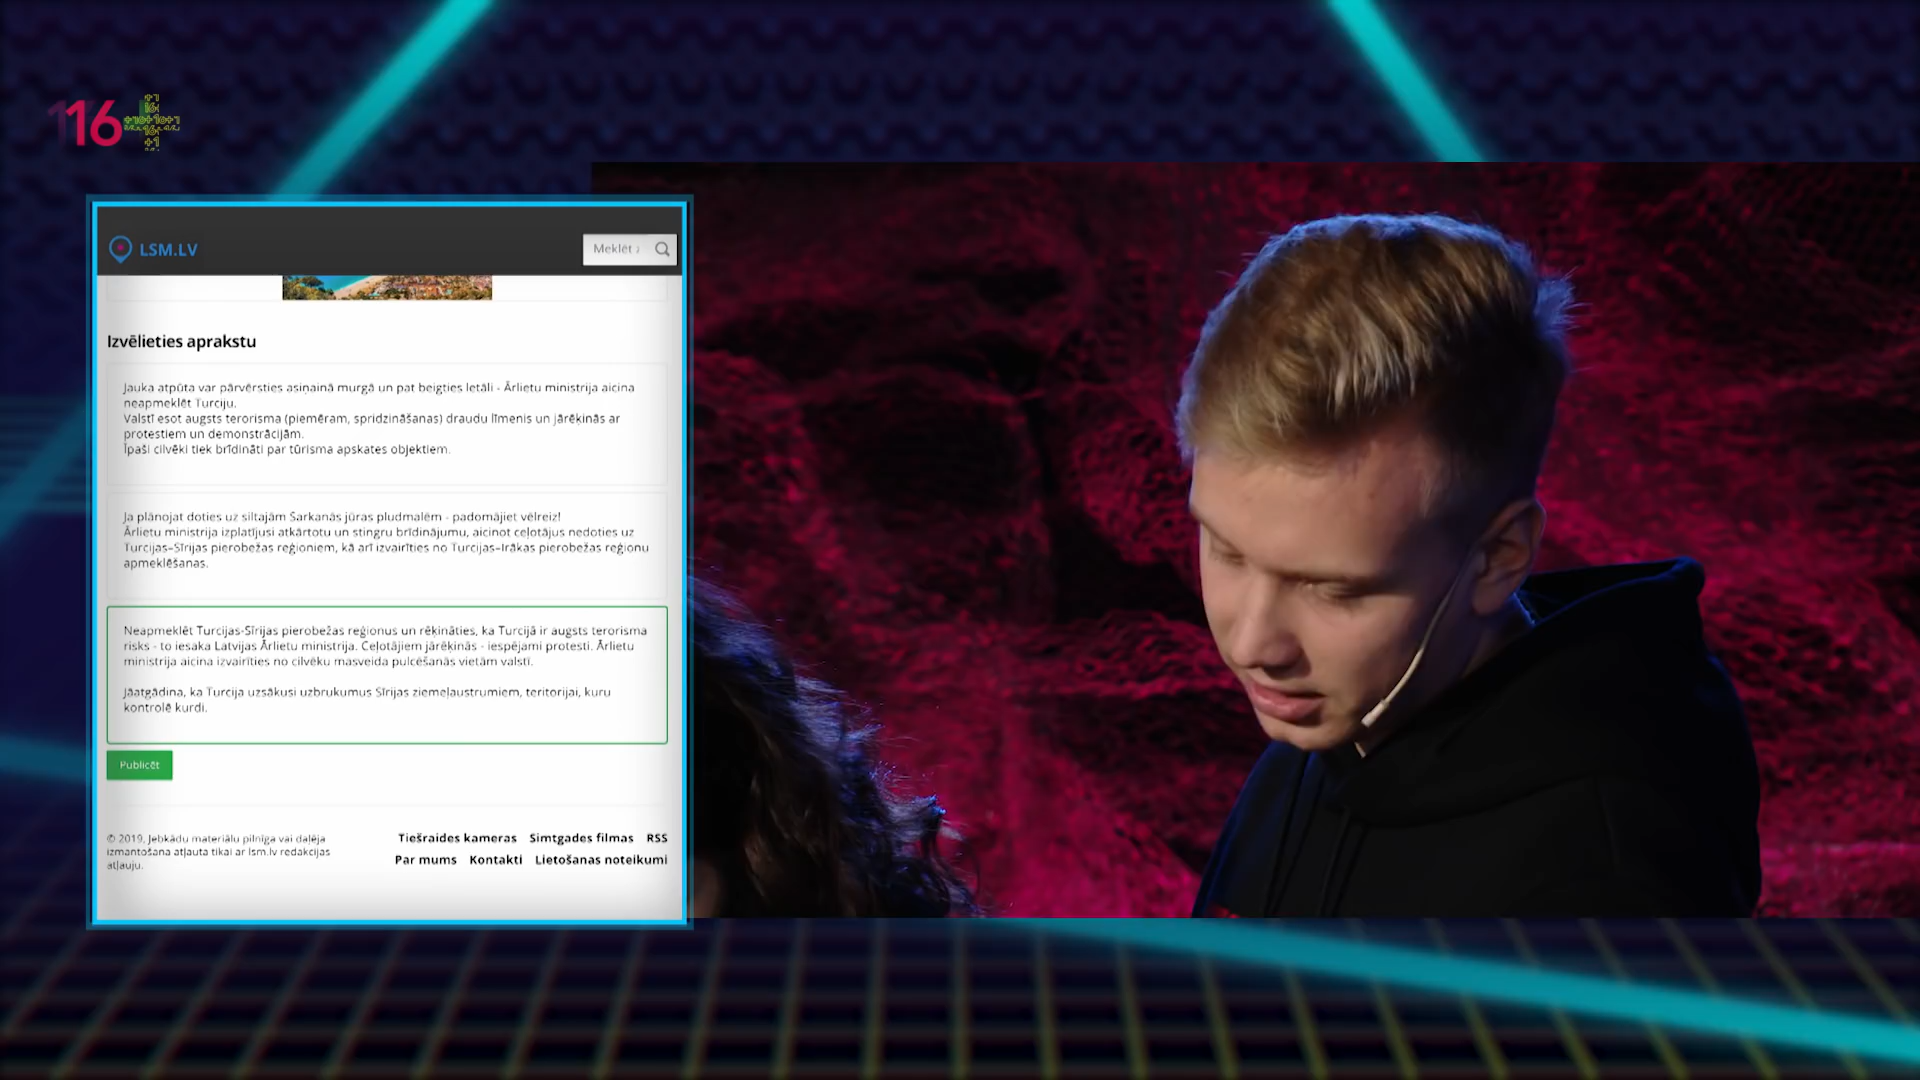 16+
LSM.LV
Meklēt
Izvēlieties aprakstu
Jauka atpūta var pārvērsties asiņainā murgā un pat beigties letāli - Ārlietu ministrija aicina
neapmeklēt Turciju.
Valstī esot augsts terorisma (piemēram, spridzināšanas) draudu līmenis un jārēķinās ar
protestiem un demonstrācijām.
Īpaši cilvēki tiek brīdināti par tūrisma apskates objektiem.
Ja plānojat doties uz siltajām Sarkanās jūras pludmalēm - padomājiet vēlreiz!
Ārlietu ministrija izplatījusi atkārtotu un stingru brīdinājumu, aicinot ceļotājus nedoties uz
Turcijas–Sīrijas pierobežas reģioniem, kā arī izvairīties no Turcijas–Irākas pierobežas reģionu
apmeklēšanas.
Neapmeklēt Turcijas-Sīrijas pierobežas reģionus un rēķināties, ka Turcijā ir augsts terorisma
risks - to iesaka Latvijas Ārlietu ministrija. Ceļotājiem jārēķinās - iespējami protesti. Ārlietu
ministrija aicina izvairīties no cilvēku masveida pulcēšanās vietām valstī.
Jāatgādina, ka Turcija uzsākusi uzbrukumus Sīrijas ziemeļaustrumiem, teritorijai, kuru
kontrolē kurdi.
Publicēt
© 2019, Jebkādu materiālu pilnīga vai daļēja
izmantošana atļauta tikai ar lsm.lv redakcijas
atļauju.
Tiešraides kameras Simtgades filmas RSS
Par mums Kontakti Lietošanas noteikumi